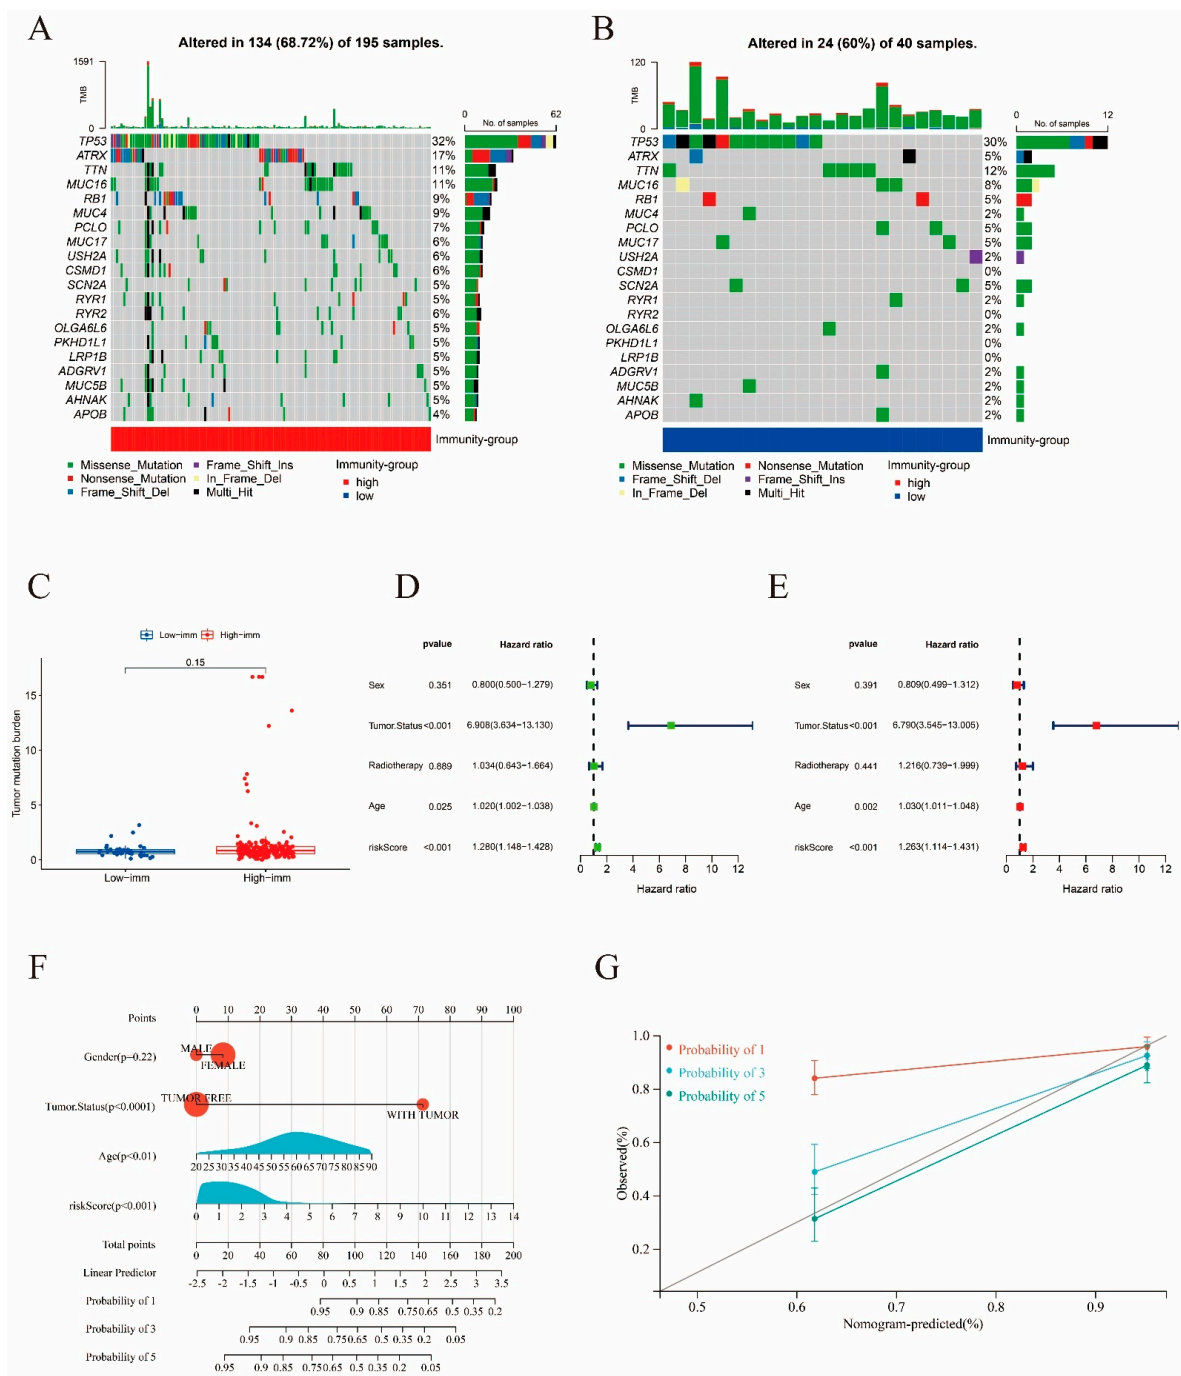 A
Altered in 134 (68.72%) of 195 samples.
1591
TMB
0
0 62
No. of samples
TP53 32%
ATRX 17%
TTN 11%
MUC16 11%
RB1 9%
MUC4 9%
PCLO 7%
MUC17 6%
USH2A 6%
CSMD1 6%
SCN2A 5%
RYR1 5%
RYR2 6%
OLGA6L6 5%
PKHD1L1 5%
LRP1B 5%
ADGRV1 5%
MUC5B 5%
AHNAK 5%
APOB 4%
Immunity-group
Missense_Mutation Frame_Shift_Ins Immunity-group
Nonsense_Mutation In_Frame_Del high
Frame_Shift_Del Multi_Hit low
B
Altered in 24 (60%) of 40 samples.
120
TMB
0
0 12
No. of samples
TP53 30%
ATRX 5%
TTN 12%
MUC16 8%
RB1 5%
MUC4 2%
PCLO 5%
MUC17 5%
USH2A 2%
CSMD1 0%
SCN2A 5%
RYR1 2%
RYR2 0%
OLGA6L6 2%
PKHD1L1 0%
LRP1B 0%
ADGRV1 2%
MUC5B 2%
AHNAK 2%
APOB 2%
Immunity-group
Missense_Mutation Nonsense_Mutation Immunity-group
Frame_Shift_Del Frame_Shift_Ins high
In_Frame_Del Multi_Hit low
C
Low-imm High-imm
0.15
Tumor mutation burden
15
10
5
0
Low-imm High-imm
D
pvalue Hazard ratio
Sex 0.351 0.800(0.500-1.279)
Tumor.Status <0.001 6.908(3.634-13.130)
Radiotherapy 0.889 1.034(0.643-1.664)
Age 0.025 1.020(1.002-1.038)
riskScore <0.001 1.280(1.148-1.428)
0 2 4 6 8 10 12
Hazard ratio
E
pvalue Hazard ratio
Sex 0.391 0.809(0.499-1.312)
Tumor.Status <0.001 6.790(3.545-13.005)
Radiotherapy 0.441 1.216(0.739-1.999)
Age 0.002 1.030(1.011-1.048)
riskScore <0.001 1.263(1.114-1.431)
0 2 4 6 8 10 12
Hazard ratio
F
Points 0 10 20 30 40 50 60 70 80 90 100
Gender(p=0.22) MALE FEMALE
Tumor.Status(p<0.0001) TUMOR FREE WITH TUMOR
Age(p<0.01)
20 25 30 35 40 45 50 55 60 65 70 75 80 85 90
riskScore(p<0.001)
0 1 2 3 4 5 6 7 8 9 10 11 12 13 14
Total points
0 20 40 60 80 100 120 140 160 180 200
Linear Predictor
-2.5 -2 -1.5 -1 -0.5 0 0.5 1 1.5 2 2.5 3 3.5
Probability of 1
0.95 0.9 0.85 0.75 0.65 0.5 0.35 0.2
Probability of 3
0.95 0.9 0.85 0.75 0.65 0.5 0.35 0.2 0.05
Probability of 5
0.95 0.9 0.85 0.75 0.65 0.5 0.35 0.2 0.05
G
Probability of 1
Probability of 3
Probability of 5
Observed(%)
1.0
0.8
0.6
0.4
0.2
0.5 0.6 0.7 0.8 0.9
Nomogram-predicted(%)